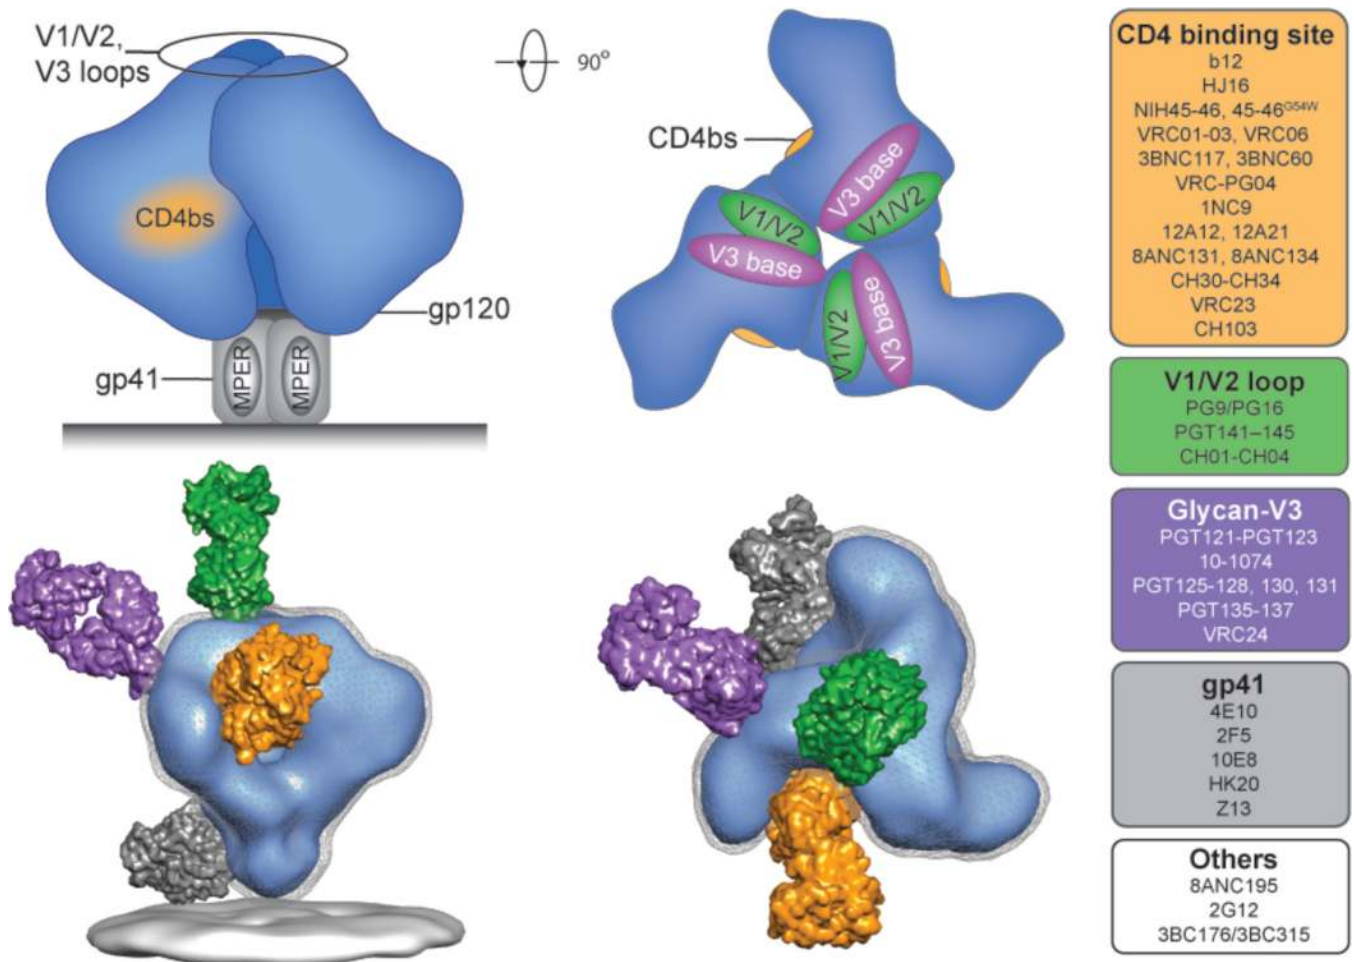 V1/V2,
V3 loops
CD4bs
gp120
gp41
MPER
MPER
90°
CD4bs
V3 base
V1/V2
V1/V2
V3 base
V1/V2
V3 base
CD4 binding site
b12
HJ16
NIH45-46, 45-46G54W
VRC01-03, VRC06
3BNC117, 3BNC60
VRC-PG04
1NC9
12A12, 12A21
8ANC131, 8ANC134
CH30-CH34
VRC23
CH103
V1/V2 loop
PG9/PG16
PGT141–145
CH01-CH04
Glycan-V3
PGT121-PGT123
10-1074
PGT125-128, 130, 131
PGT135-137
VRC24
gp41
4E10
2F5
10E8
HK20
Z13
Others
8ANC195
2G12
3BC176/3BC315